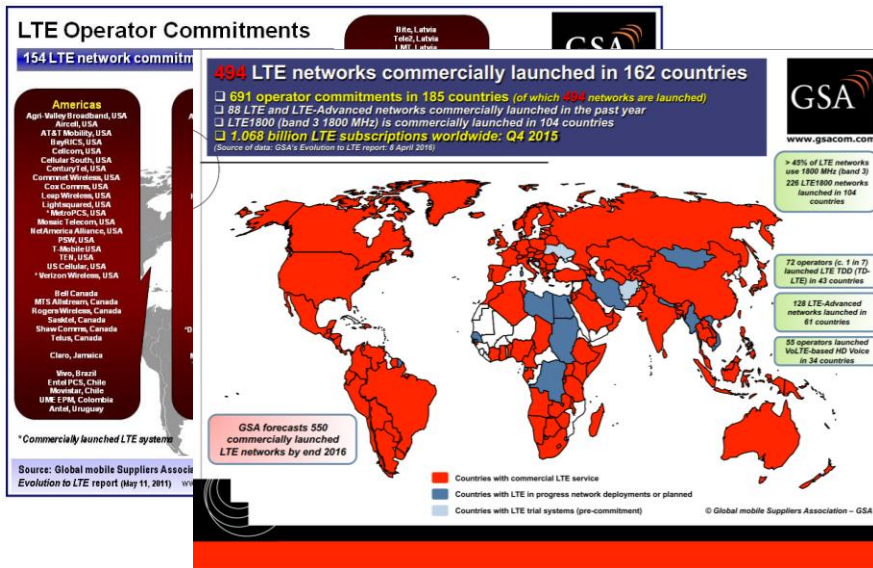 LTE Operator Commitments
154 LTE network commitm
Americas
Agri-Valley Broadband, USA
Aircell, USA
AT&T Mobility, USA
BayRICS, USA
Cellcom, USA
Cellular South, USA
CenturyTel, USA
Commnet Wireless, USA
Cox Comms, USA
Leap Wireless, USA
Lightsquared, USA
*MetroPCS, USA
Mosaic Telecom, USA
NetAmerica Alliance, USA
PSW, USA
T-Mobile USA
TEN, USA
US Cellular, USA
*Verizon Wireless, USA
Bell Canada
MTS Allstream, Canada
Rogers Wireless, Canada
Sasktel, Canada
Shaw Comms, Canada
Telus, Canada
Claro, Jamaica
Vivo, Brazil
Entel PCS, Chile
Movistar, Chile
UME EPM, Colombia
Antel, Uruguay
*Commercially launched LTE systems
Source: Global mobile Suppliers Associa
Evolution to LTE report (May 11, 2011) ww
Bite, Latvia
Tele2, Latvia
LMT, Latvia
GSA
494 LTE networks commercially launched in 162 countries
691 operator commitments in 185 countries (of which 494 networks are launched)
88 LTE and LTE-Advanced networks commercially launched in the past year
LTE1800 (band 3 1800 MHz) is commercially launched in 104 countries
1.068 billion LTE subscriptions worldwide: Q4 2015
(Source of data: GSA's Evolution to LTE report: 8 April 2016)
GSA
www.gsacom.com
> 45% of LTE networks
use 1800 MHz (band 3)
226 LTE1800 networks
launched in 104
countries
72 operators (c. 1 in 7)
launched LTE TDD (TD-
LTE) in 43 countries
128 LTE-Advanced
networks launched in
61 countries
55 operators launched
VoLTE-based HD Voice
in 34 countries
GSA forecasts 550
commercially launched
LTE networks by end 2016
Countries with commercial LTE service
Countries with LTE in progress network deployments or planned
Countries with LTE trial systems (pre-commitment)
© Global mobile Suppliers Association – GSA